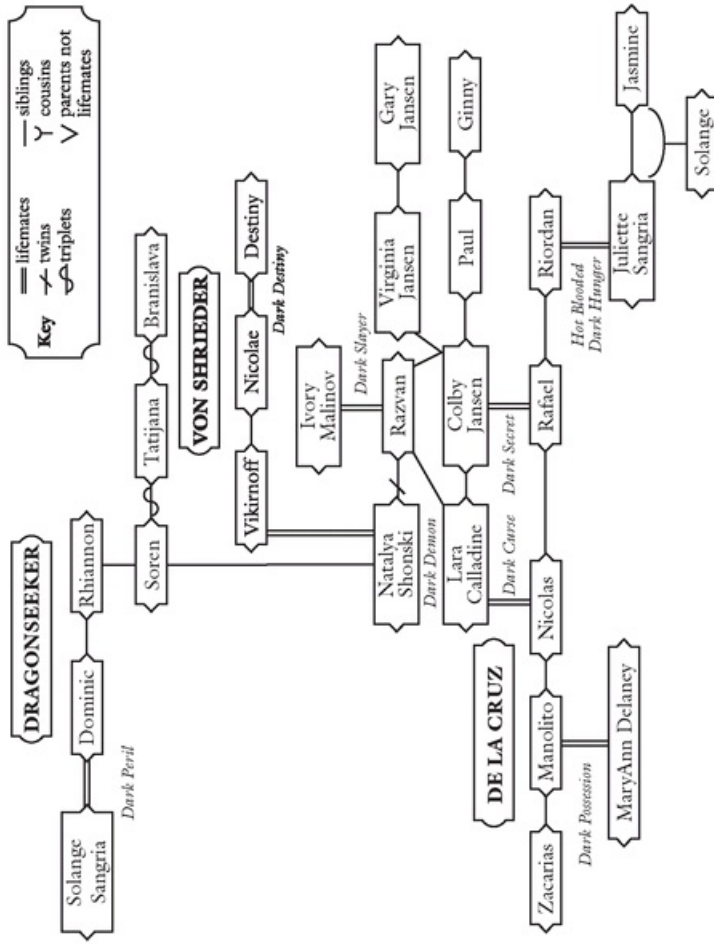 DRAGONSEEKER
Solange
Sangria
Dominic
Rhiannon
Dark Peril
Soren
Tatijana
Branislava
Key
lifemates
twins
triplets
siblings
cousins
parents not
lifemates
VON SHRIEDER
Vikirnoff
Nicolae
Destiny
Dark Destiny
Ivory
Malinov
Dark Slayer
Natalya
Shonski
Razvan
Virginia
Jansen
Gary
Jansen
Dark Demon
Lara
Calladine
Colby
Jansen
Paul
Ginny
Dark Curse
Dark Secret
DE LA CRUZ
Zacarias
Manolito
Nicolas
Rafael
Riordan
Dark Possession
Hot Blooded
Dark Hunger
MaryAnn Delaney
Juliette
Sangria
Jasmine
Solange